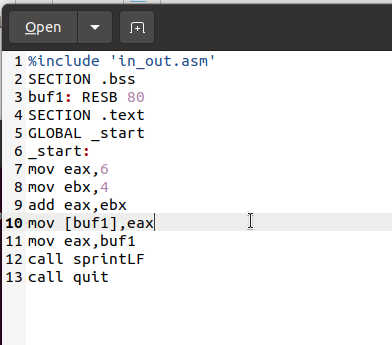 Open
1 %include 'in_out.asm'
2 SECTION .bss
3 buf1: RESB 80
4 SECTION .text
5 GLOBAL _start
6 _start:
7 mov eax,6
8 mov ebx,4
9 add eax,ebx
10 mov [buf1],eax
11 mov eax,buf1
12 call sprintLF
13 call quit